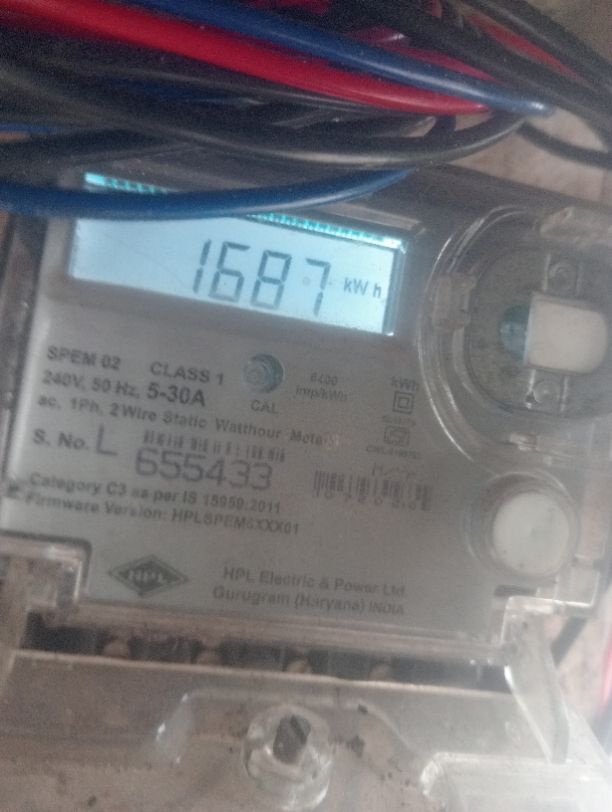 1687 kWh
SPEM 02 CLASS 1
240V, 50 Hz, 5-30A
CAL
6400
imp/kWh
kWh
ac, 1Ph, 2 Wire Static Watthour Meter
S. No. L 655433
Category C3 as per IS 15959:2011
Firmware Version:
HPL
HPL Electric & Power Ltd.
Gurugram (Haryana) INDIA